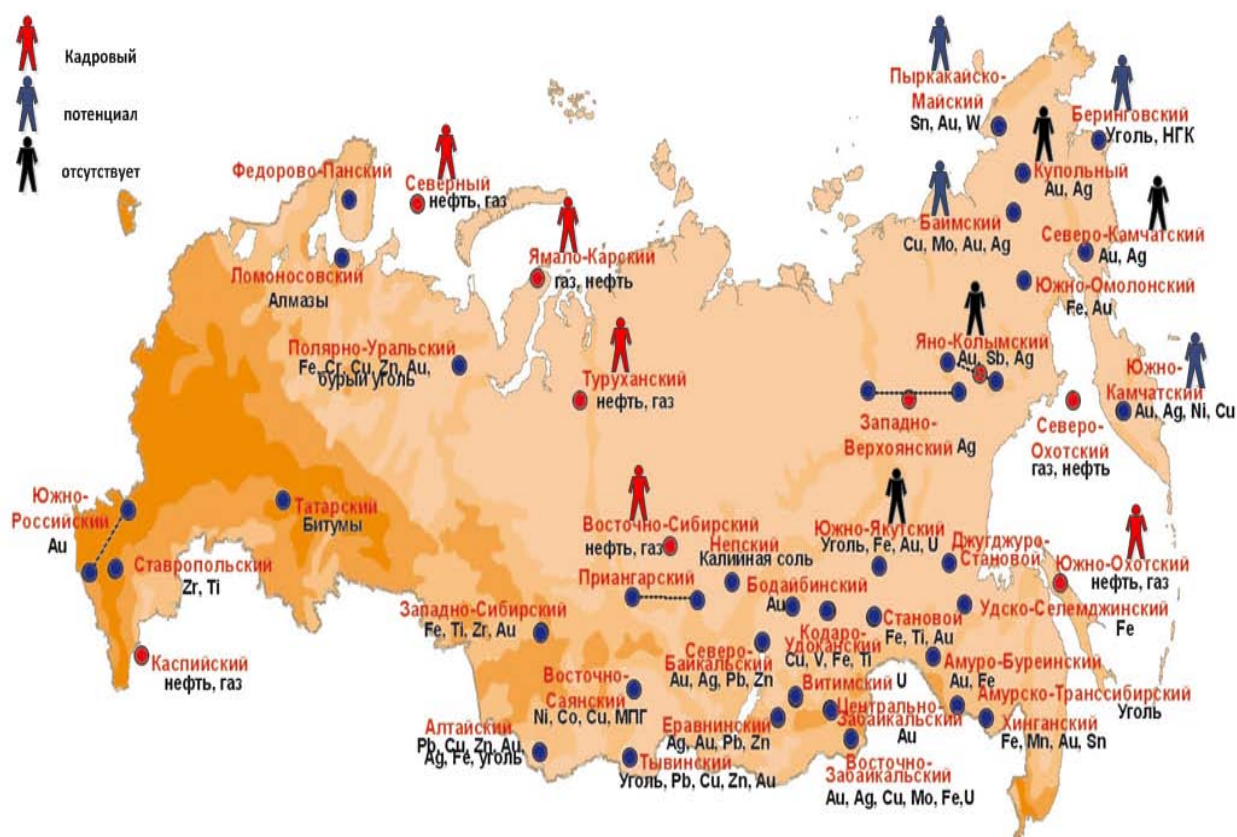 Кадровый
потенциал
отсутствует
Пыркакайско-
Майский
Sn, Au, W
Беринговский
Уголь, НГК
Купольный
Au, Ag
Федорово-Панский
Северный
нефть, газ
Баимский
Cu, Mo, Au, Ag
Северо-Камчатский
Au, Ag
Ямало-Карский
газ, нефть
Ломоносовский
Алмазы
Южно-Омолонский
Fe, Au
Полярно-Уральский
Fe, Cr, Cu, Zn, Au,
бурый уголь
Яно-Колымский
Au, Sb, Ag
Туруханский
нефть, газ
Южно-
Камчатский
Au, Ag, Ni, Cu
Западно-
Верхоянский Ag
Северо-
Охотский
газ, нефть
Южно-
Российский
Au
Татарский
Битумы
Восточно-Сибирский
нефть, газ
Непский
Калийная соль
Южно-Якутский
Уголь, Fe, Au, U
Джугджуро-
Становой
Южно-Охотский
нефть, газ
Ставропольский
Zr, Ti
Приангарский
Бодайбинский
Au
Удско-Селемджинский
Fe
Западно-Сибирский
Fe, Ti, Zr, Au
Становой
Fe, Ti, Au
Кодаро-
Удоканский
Cu, V, Fe, Ti
Северо-
Байкальский
Au, Ag, Pb, Zn
Каспийский
нефть, газ
Амуро-Буреинский
Au, Fe
Восточно-
Саянский
Ni, Co, Cu, МПГ
Витимский U
Амурско-Транссибирский
Уголь
Центрально-
Забайкальский
Au
Еравнинский
Ag, Au, Pb, Zn
Хинганский
Fe, Mn, Au, Sn
Алтайский
Pb, Cu, Zn, Au,
Ag, Fe, уголь
Тывинский
Уголь, Pb, Cu, Zn, Au
Восточно-
Забайкальский
Au, Ag, Cu, Mo, Fe,U